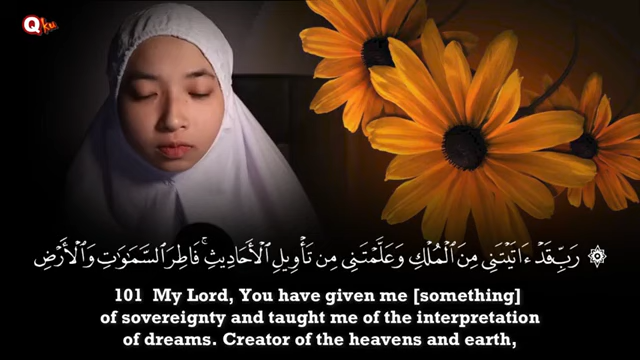 Qku
۞ رَبِّ قَدْ ءَاتَيْتَنِى مِنَ ٱلْمُلْكِ وَعَلَّمْتَنِى مِن تَأْوِيلِ ٱلْأَحَادِيثِ ۚ فَاطِرَ ٱلسَّمَـٰوَٰتِ وَٱلْأَرْضِ
101 My Lord, You have given me [something]
of sovereignty and taught me of the interpretation
of dreams. Creator of the heavens and earth,